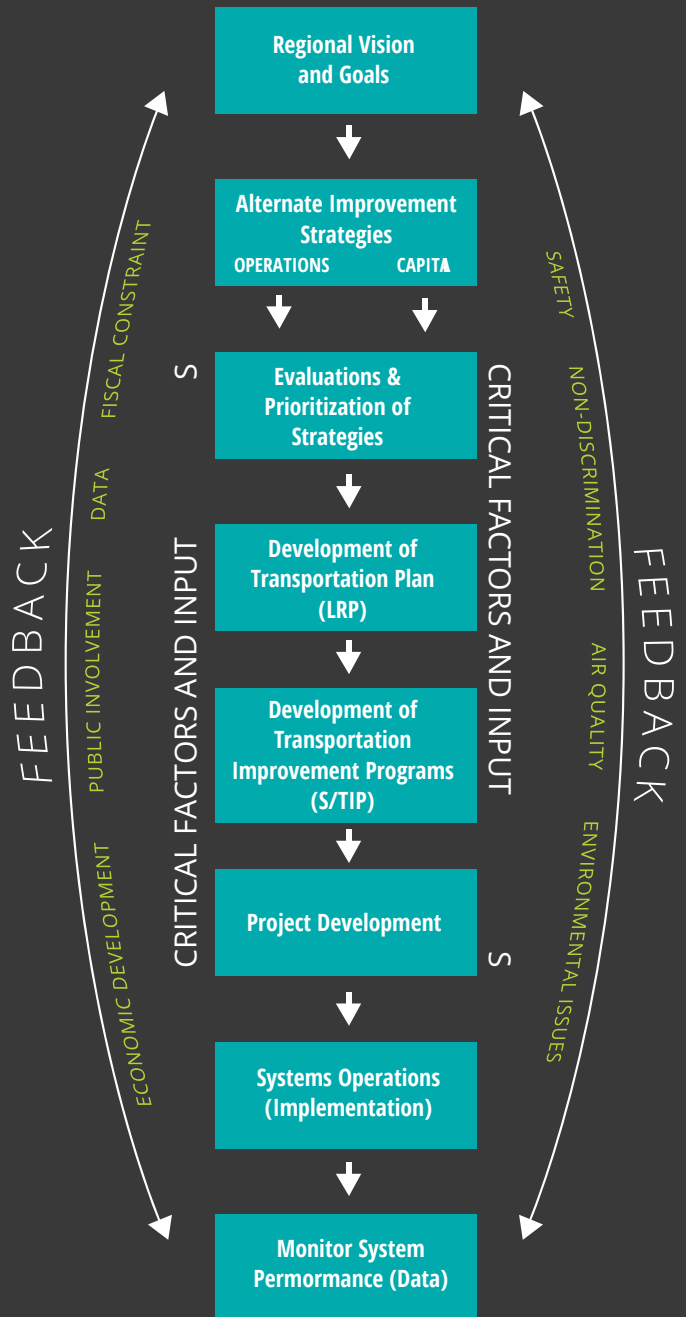 Regional Vision
and Goals
Alternate Improvement
Strategies
OPERATIONS
CAPITA
Evaluations &
Prioritization of
Strategies
Development of
Transportation Plan
(LRP)
Development of
Transportation
Improvement Programs
(S/TIP)
Project Development
Systems Operations
(Implementation)
Monitor System
Permormance (Data)
FEEDBACK
ECONOMIC DEVELOPMENT
PUBLIC INVOLVEMENT
DATA
FISCAL CONSTRAINT
CRITICAL FACTORS AND INPUT
S
CRITICAL FACTORS AND INPUT
S
SAFETY
NON-DISCRIMINATION
AIR QUALITY
ENVIRONMENTAL ISSUES
FEEDBACK